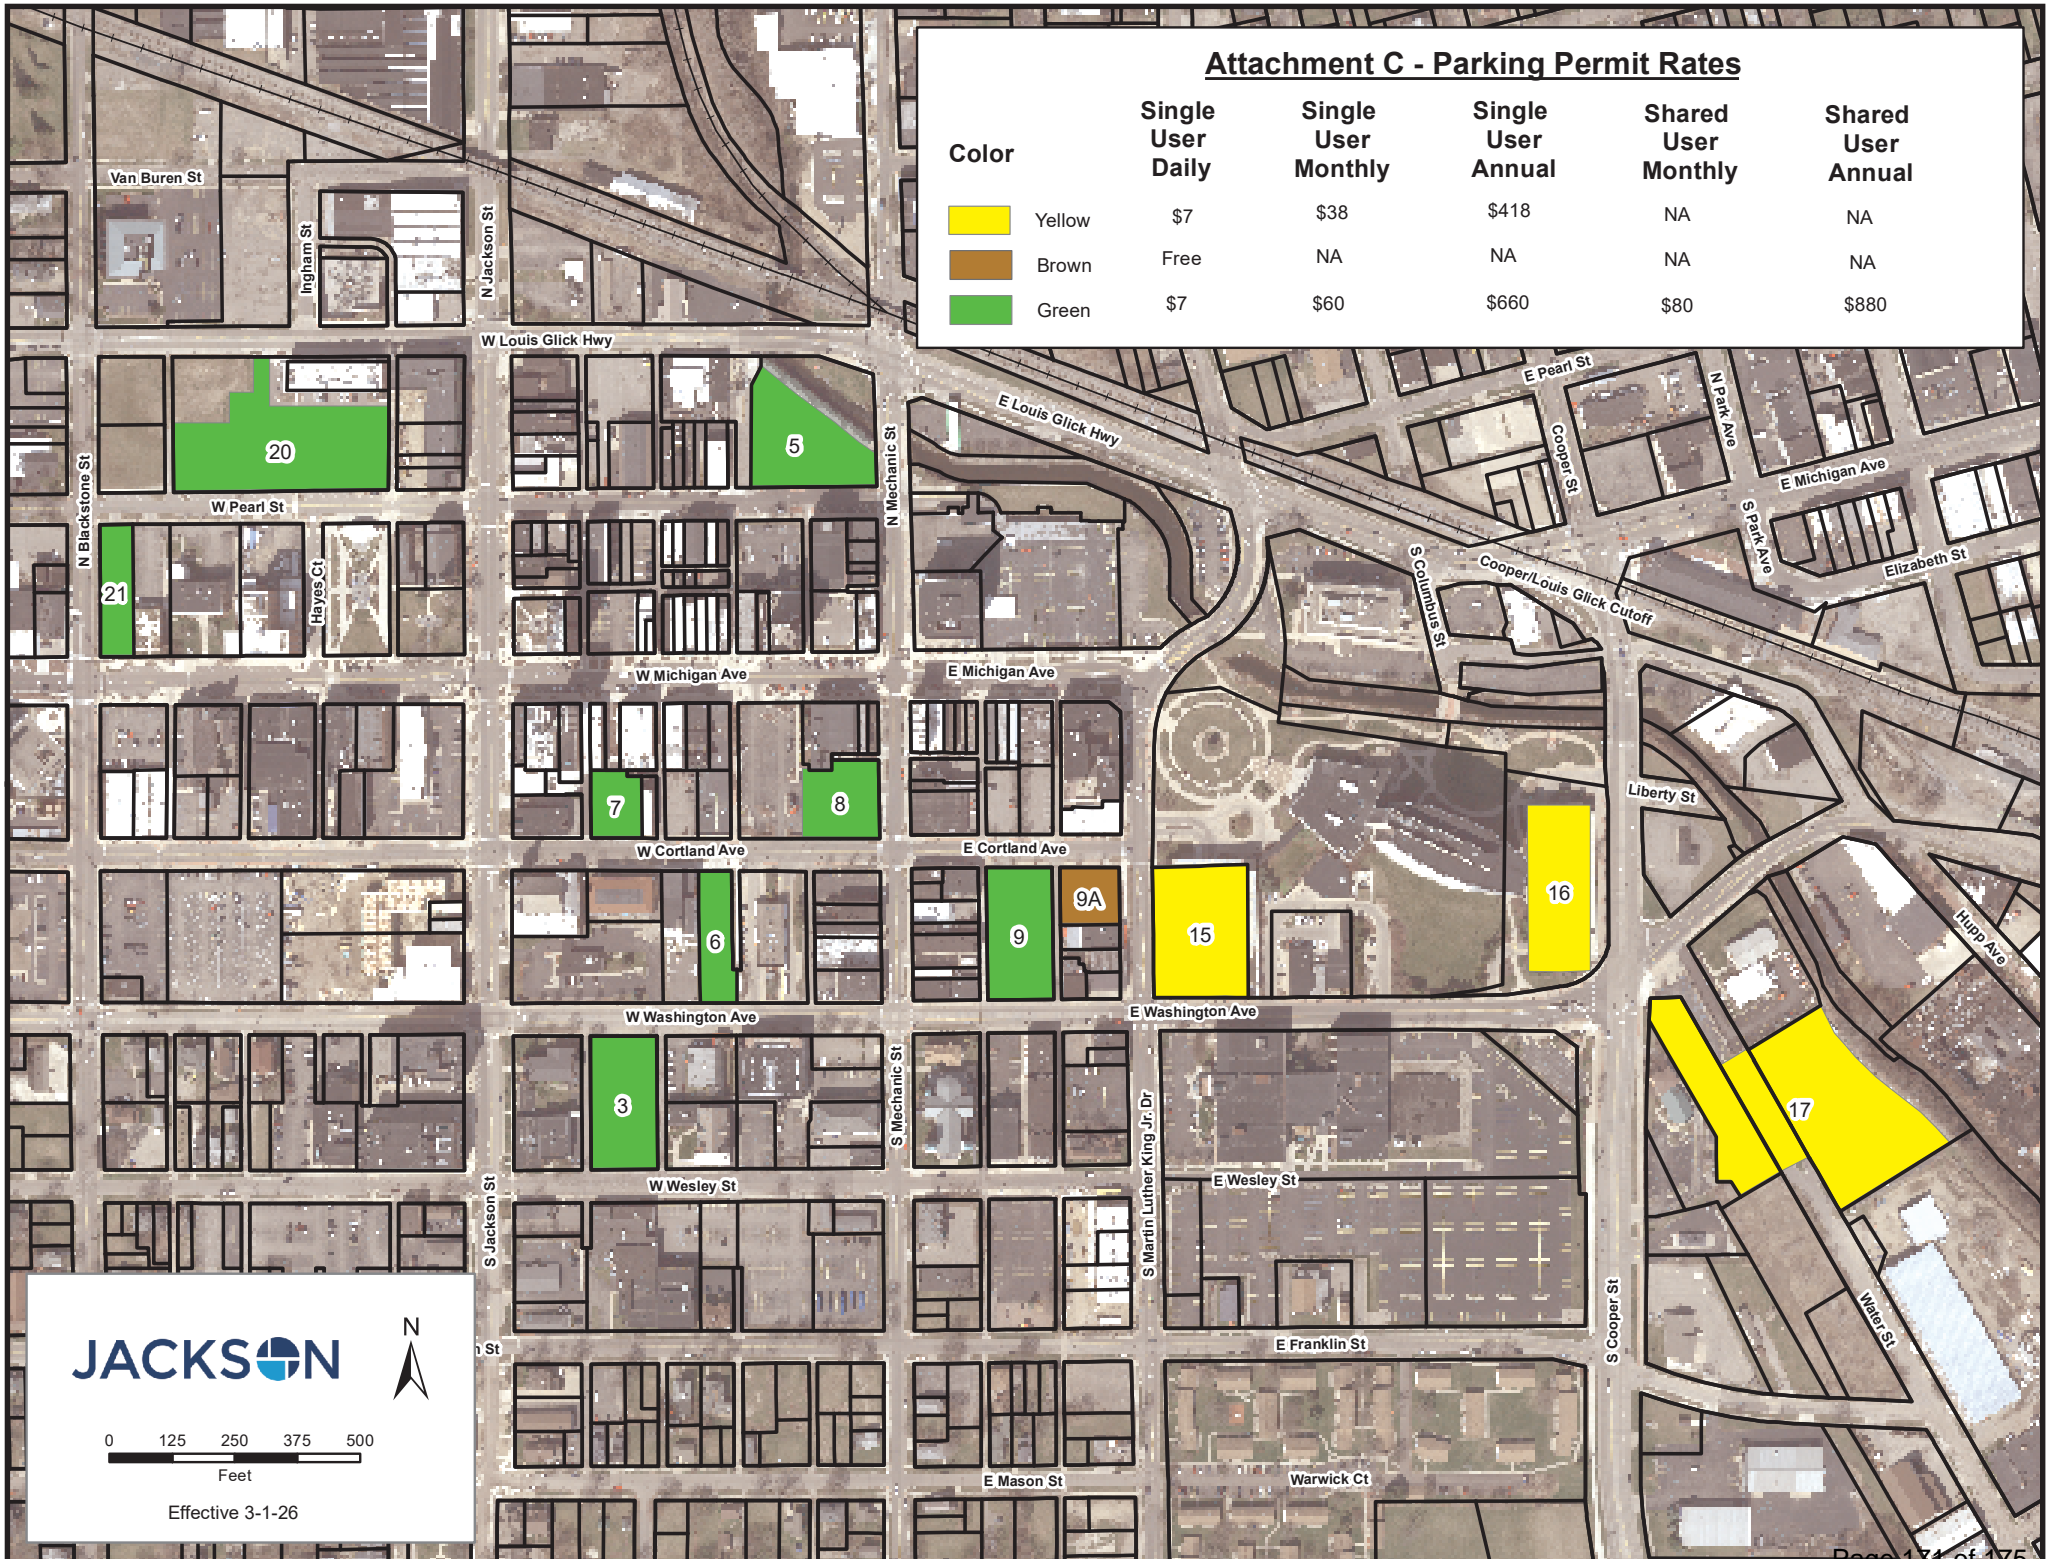 Attachment C - Parking Permit Rates
Color
Single User Daily
Single User Monthly
Single User Annual
Shared User Monthly
Shared User Annual
Yellow $7 $38 $418 NA NA
Brown Free NA NA NA NA
Green $7 $60 $660 $80 $880
Van Buren St
Ingham St
N Jackson St
W Louis Glick Hwy
E Louis Glick Hwy
E Pearl St
N Park Ave
Cooper St
E Michigan Ave
S Park Ave
Elizabeth St
N Blackstone St
20
5
N Mechanic St
W Pearl St
21
Hayes Ct
S Columbus St
Cooper/Louis Glick Cutoff
W Michigan Ave
E Michigan Ave
7
8
Liberty St
W Cortland Ave
E Cortland Ave
6
9
9A
15
16
Hupp Ave
W Washington Ave
E Washington Ave
3
S Mechanic St
S Martin Luther King Jr. Dr
17
W Wesley St
E Wesley St
S Jackson St
S Cooper St
Water St
n St
E Franklin St
E Mason St
Warwick Ct
JACKSON
N
0 125 250 375 500
Feet
Effective 3-1-26
Page 171 of 175